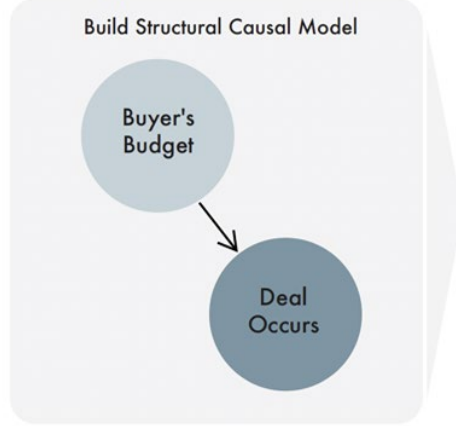 Build Structural Causal Model
Buyer's
Budget
Deal
Occurs